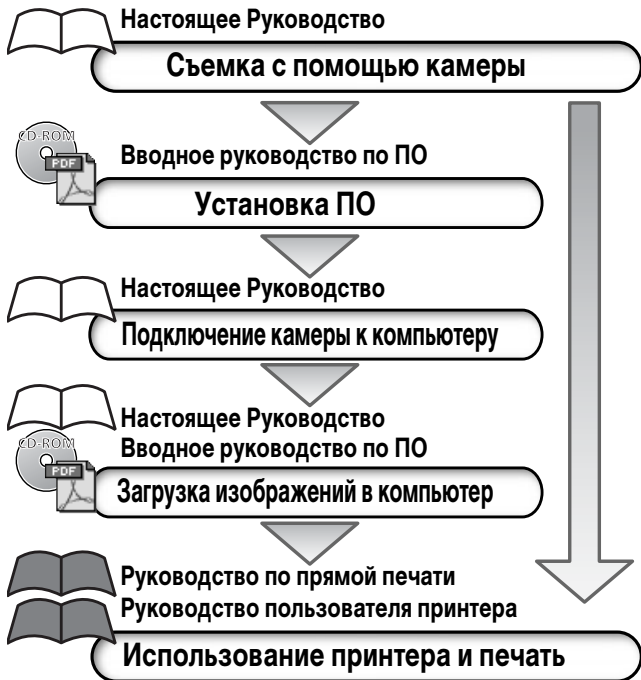 Настоящее Руководство
Съемка с помощью камеры
CD-ROM
PDF
Вводное руководство по ПО
Установка ПО
Настоящее Руководство
Подключение камеры к компьютеру
Настоящее Руководство
CD-ROM
Вводное руководство по ПО
PDF
Загрузка изображений в компьютер
Руководство по прямой печати
Руководство пользователя принтера
Использование принтера и печать